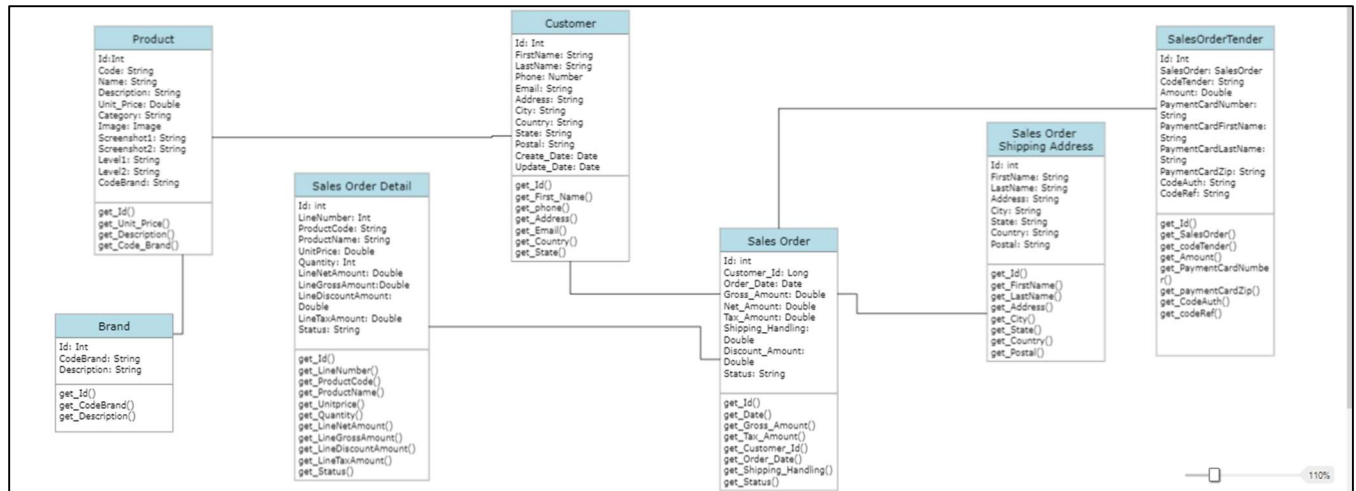 Product
Id:Int
Code: String
Name: String
Description: String
Unit_Price: Double
Category: String
Image: Image
Screenshot1: String
Screenshot2: String
Level1: String
Level2: String
CodeBrand: String
get_Id()
get_Unit_Price()
get_Description()
get_Code_Brand()
Brand
Id: Int
CodeBrand: String
Description: String
get_Id()
get_CodeBrand()
get_Description()
Sales Order Detail
Id: int
LineNumber: Int
ProductCode: String
ProductName: String
UnitPrice: Double
Quantity: Int
LineNetAmount: Double
LineGrossAmount:Double
LineDiscountAmount:
Double
LineTaxAmount: Double
Status: String
get_Id()
get_LineNumber()
get_ProductCode()
get_ProductName()
get_Unitprice()
get_Quantity()
get_LineNetAmount()
get_LineGrossAmount()
get_LineDiscountAmount()
get_LineTaxAmount()
get_Status()
Customer
Id: Int
FirstName: String
LastName: String
Phone: Number
Email: String
Address: String
City: String
Country: String
State: String
Postal: String
Create_Date: Date
Update_Date: Date
get_Id()
get_First_Name()
get_phone()
get_Address()
get_Email()
get_Country()
get_State()
Sales Order
Id: int
Customer_Id: Long
Order_Date: Date
Gross_Amount: Double
Net_Amount: Double
Tax_Amount: Double
Shipping_Handling:
Double
Discount_Amount:
Double
Status: String
get_Id()
get_Date()
get_Gross_Amount()
get_Tax_Amount()
get_Customer_Id()
get_Order_Date()
get_Shipping_Handling()
get_Status()
Sales Order
Shipping Address
Id: int
FirstName: String
LastName: String
Address: String
City: String
State: String
Country: String
Postal: String
get_Id()
get_FirstName()
get_LastName()
get_Address()
get_City()
get_State()
get_Country()
get_Postal()
SalesOrderTender
Id: Int
SalesOrder: SalesOrder
CodeTender: String
Amount: Double
PaymentCardNumber:
String
PaymentCardFirstName:
String
PaymentCardLastName:
String
PaymentCardZip: String
CodeAuth: String
CodeRef: String
get_Id()
get_SalesOrder()
get_codeTender()
get_Amount()
get_PaymentCardNumbe
r()
get_paymentCardZip()
get_CodeAuth()
get_codeRef()
110%